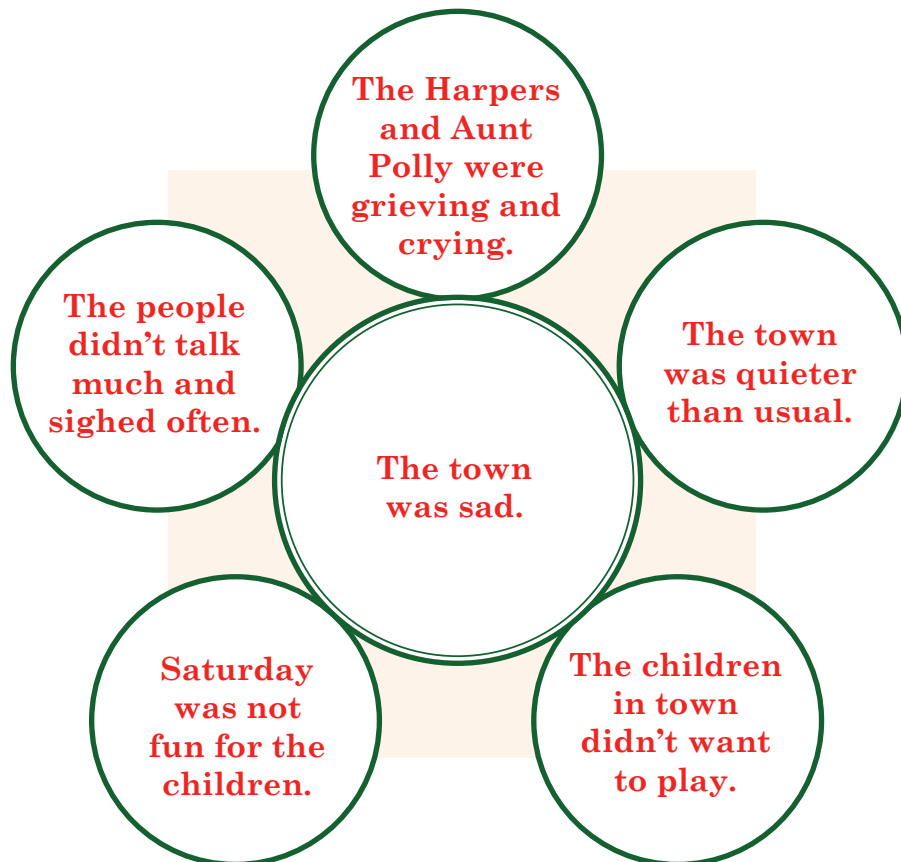 The Harpers
and Aunt
Polly were
grieving and
crying.
The people
didn’t talk
much and
sighed often.
The town
was quieter
than usual.
The town
was sad.
Saturday
was not
fun for the
children.
The children
in town
didn’t want
to play.